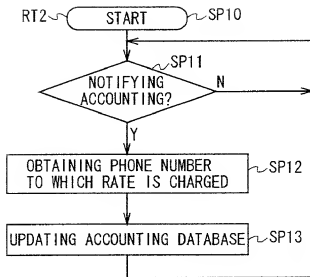 RT2 START SP10
SP11
NOTIFYING
ACCOUNTING? N
Y
OBTAINING PHONE NUMBER
TO WHICH RATE IS CHARGED SP12
UPDATING ACCOUNTING DATABASE SP13